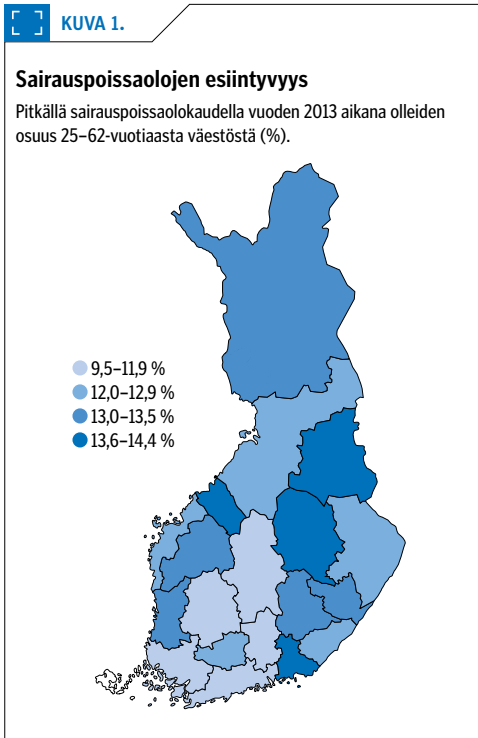 KUVA 1.
Sairauspoissaolojen esiintyvyys
Pitkällä sairauspoissaolokaudella vuoden 2013 aikana olleiden
osuus 25–62-vuotiaasta väestöstä (%).
9,5–11,9 %
12,0–12,9 %
13,0–13,5 %
13,6–14,4 %